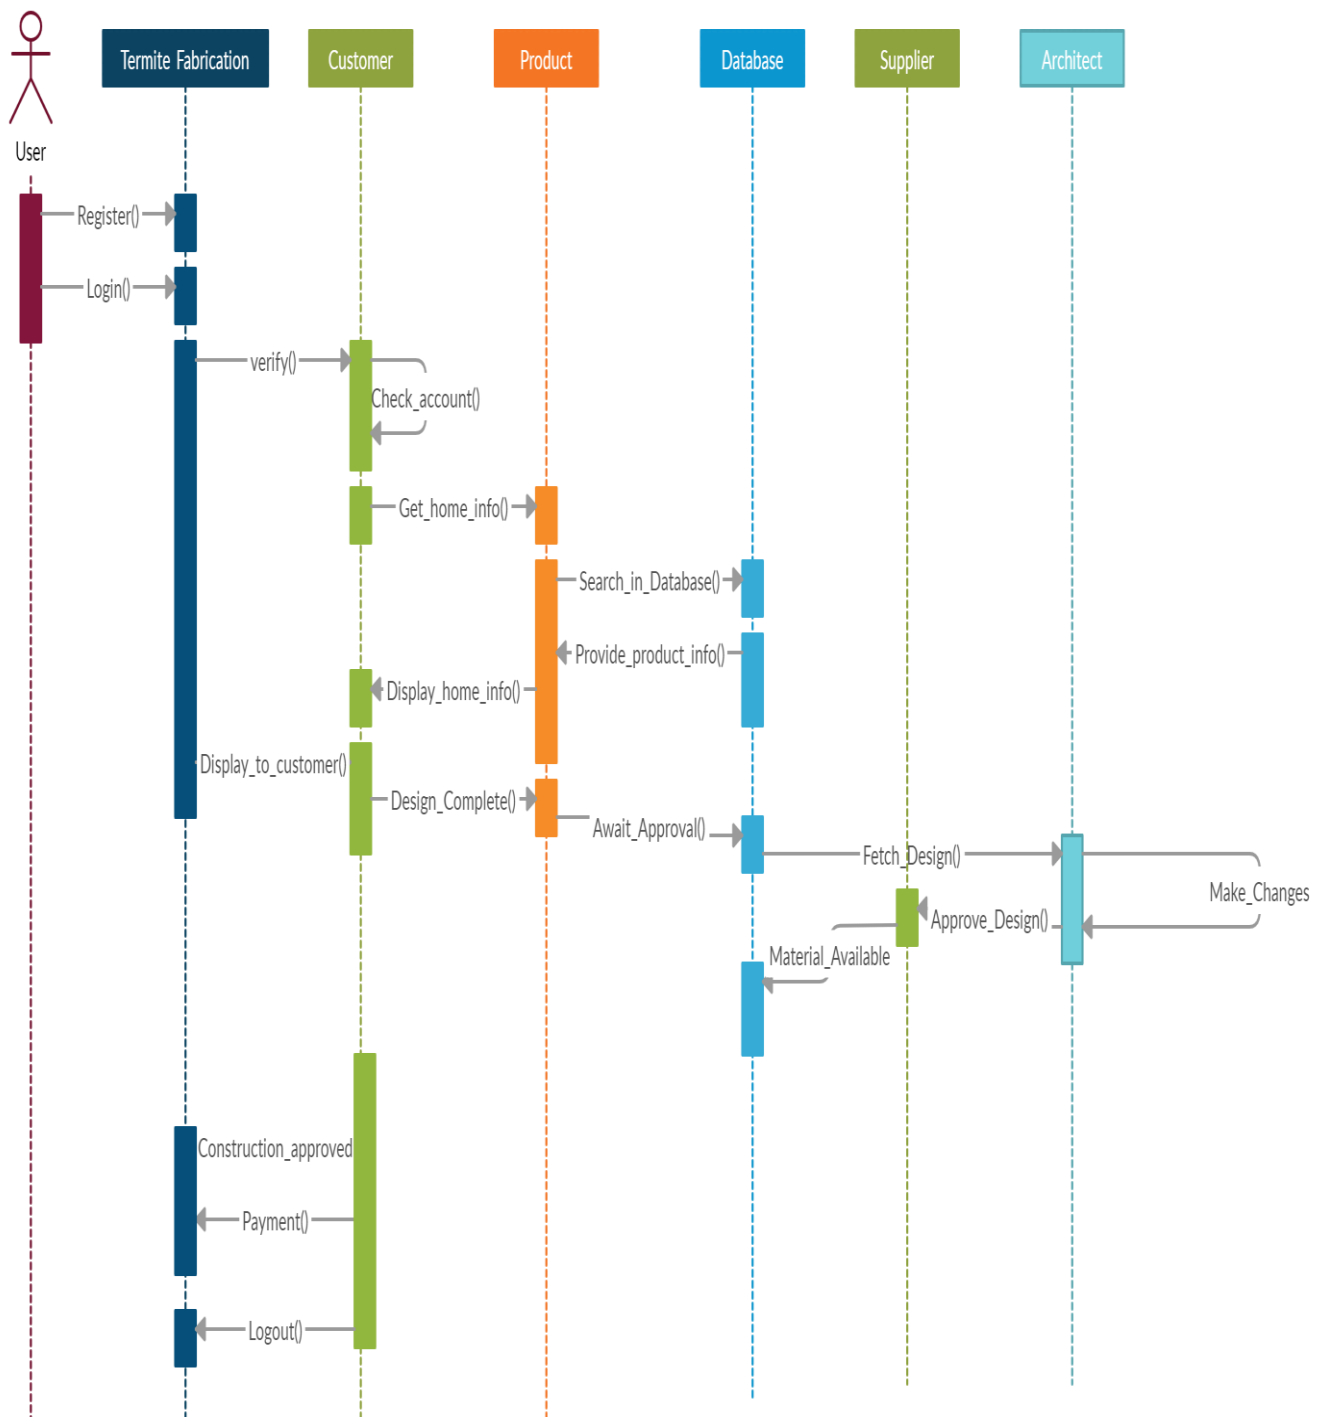 Termite Fabrication
Customer
Product
Database
Supplier
Architect
User
Register()
Login()
verify()
Check_account()
Get_home_info()
Search_in_Database()
Provide_product_info()
Display_home_info()
Display_to_customer()
Design_Complete()
Await_Approval()
Fetch_Design()
Make_Changes
Approve_Design()
Material_Available
Construction_approved
Payment()
Logout()